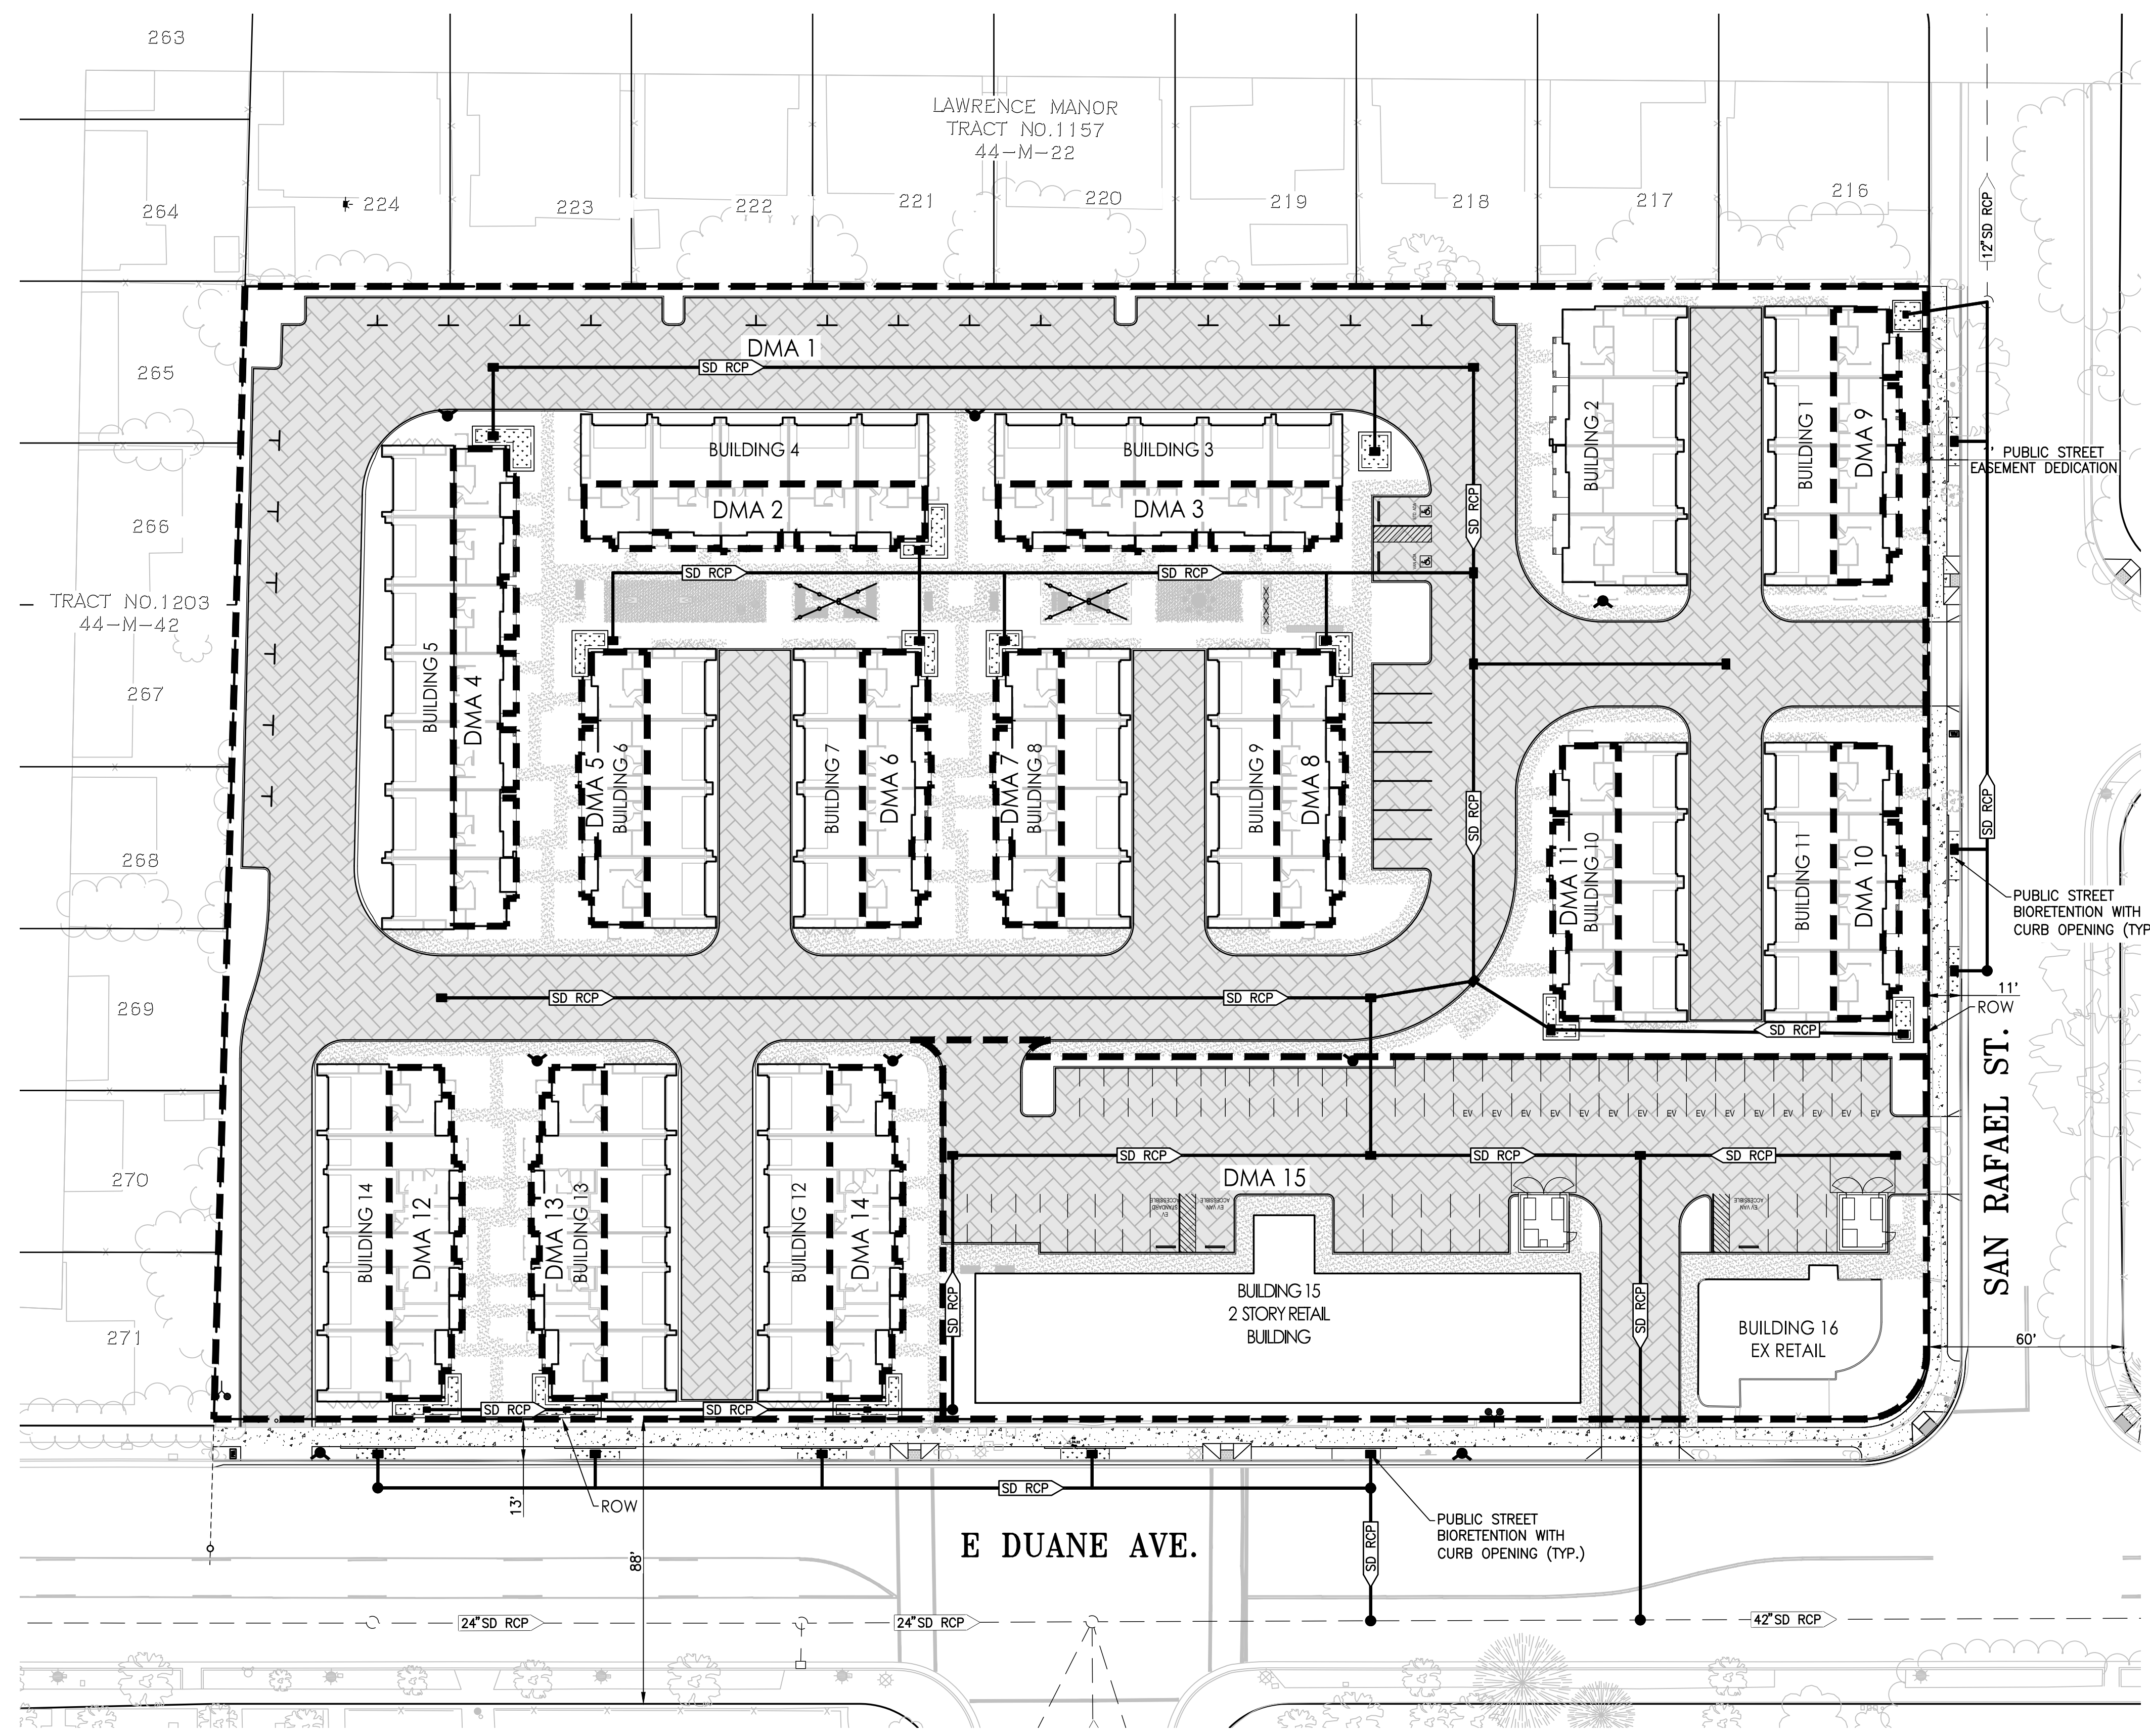 263
LAWRENCE MANOR
TRACT NO.1157
44-M-22
264
224
223
222
221
220
219
218
217
216
12"SD RCP
265
DMA 1
SD RCP
BUILDING 4
BUILDING 3
BUILDING 2
BUILDING 1
DMA 9
' PUBLIC STREET
EASEMENT DEDICATION
DMA 2
DMA 3
SD RCP
266
SD RCP
SD RCP
TRACT NO.1203
44-M-42
267
BUILDING 5
DMA 4
DMA 5
BUILDING 6
BUILDING 7
DMA 6
DMA 7
BUILDING 8
BUILDING 9
DMA 8
SD RCP
DMA 11
BUILDING 10
BUILDING 11
DMA 10
SD RCP
268
PUBLIC STREET
BIORETENTION WITH
CURB OPENING (TYP
269
SD RCP
SD RCP
SD RCP
11'
ROW
SAN RAFAEL ST.
EV EV EV EV EV EV EV EV EV EV EV EV EV EV EV
270
SD RCP
SD RCP
SD RCP
DMA 15
EV
STANDARD
ACCESSIBLE
EV VAN
ACCESSIBLE
EV VAN
ACCESSIBLE
BUILDING 14
DMA 12
DMA 13
BUILDING 13
BUILDING 12
DMA 14
SD RCP
BUILDING 15
2 STORY RETAIL
BUILDING
SD RCP
BUILDING 16
EX RETAIL
60'
271
SD RCP
SD RCP
13'
ROW
SD RCP
88'
E DUANE AVE.
SD RCP
PUBLIC STREET
BIORETENTION WITH
CURB OPENING (TYP.)
24"SD RCP
24"SD RCP
42"SD RCP